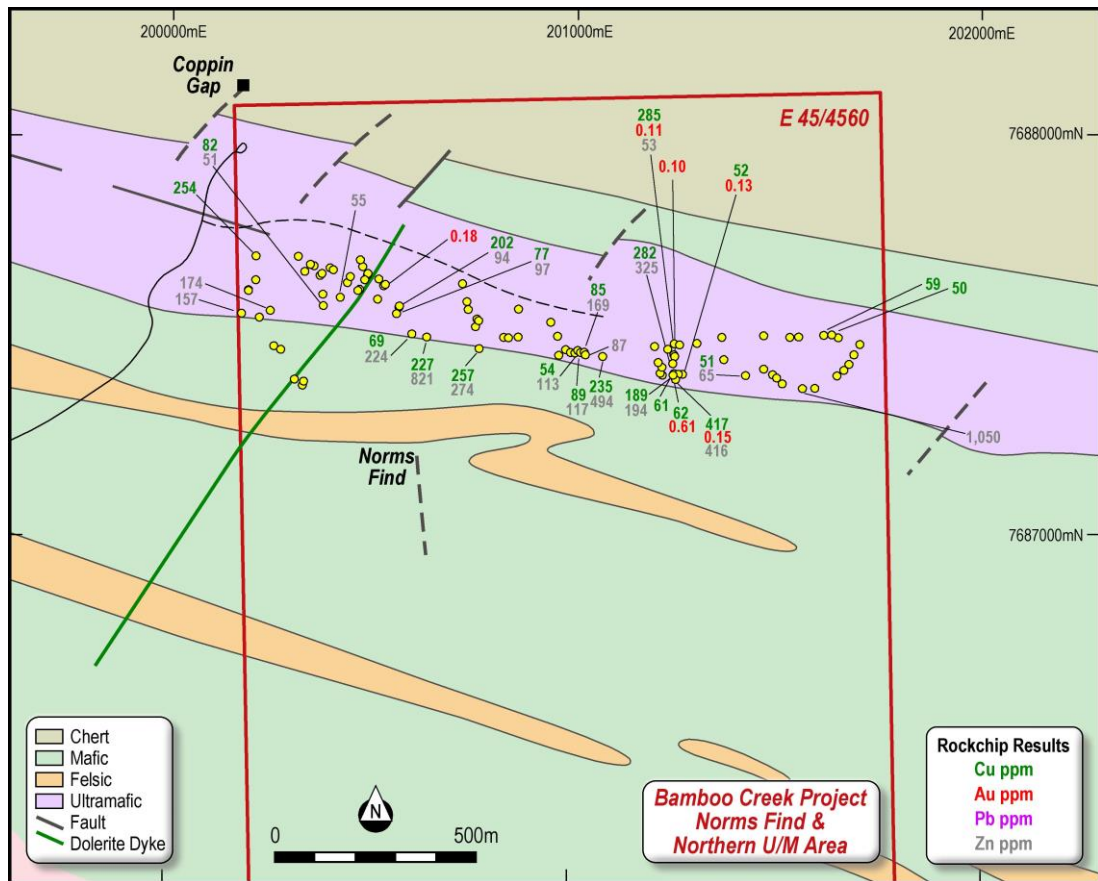 200000mE
201000mE
202000mE
Coppin
Gap
E 45/4560
7688000mN
285
0.11
53
0.10
52
0.13
82
51
254
55
0.18
202
94
77
97
282
325
85
169
59
50
174
157
69
224
227
821
257
274
54
113
89
117
87
235
494
189
194
61
62
0.61
417
0.15
416
51
65
1,050
Norms
Find
7687000mN
Chert
Mafic
Felsic
Ultramafic
Fault
Dolerite Dyke
N
0
500m
Bamboo Creek Project
Norms Find &
Northern U/M Area
Rockchip Results
Cu ppm
Au ppm
Pb ppm
Zn ppm